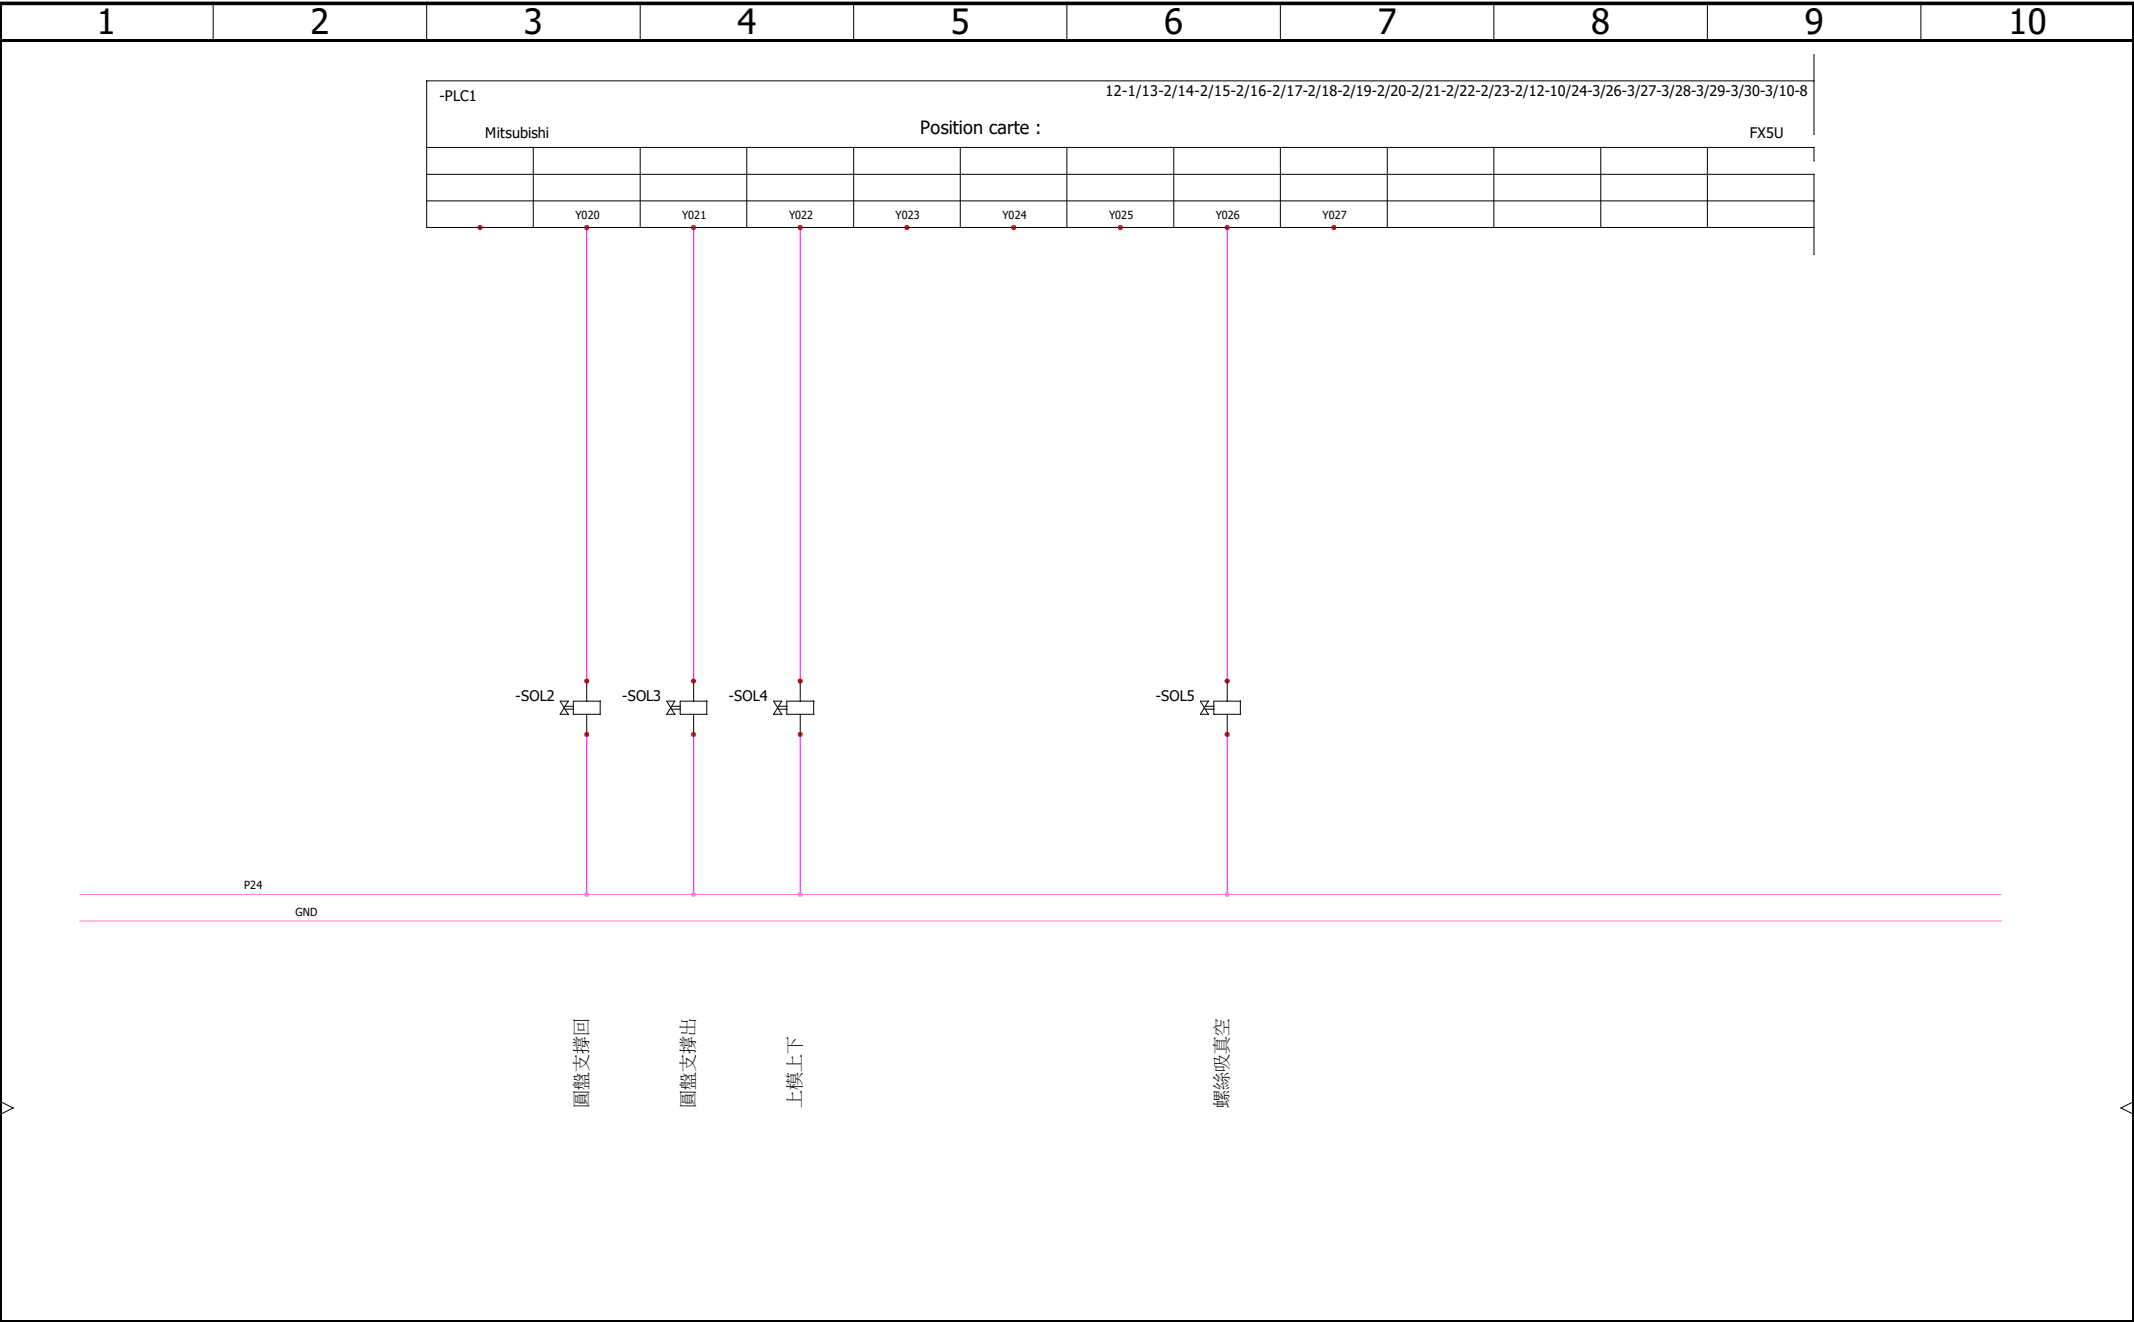 1 2 3 4 5 6 7 8 9 10
-PLC1 12-1/13-2/14-2/15-2/16-2/17-2/18-2/19-2/20-2/21-2/22-2/23-2/12-10/24-3/26-3/27-3/28-3/29-3/30-3/10-8
Mitsubishi Position carte : FX5U
Y020 Y021 Y022 Y023 Y024 Y025 Y026 Y027
-SOL2 -SOL3 -SOL4 -SOL5
P24
GND
圓盤支撐回
圓盤支撐出
上模上下
螺絲吸真空